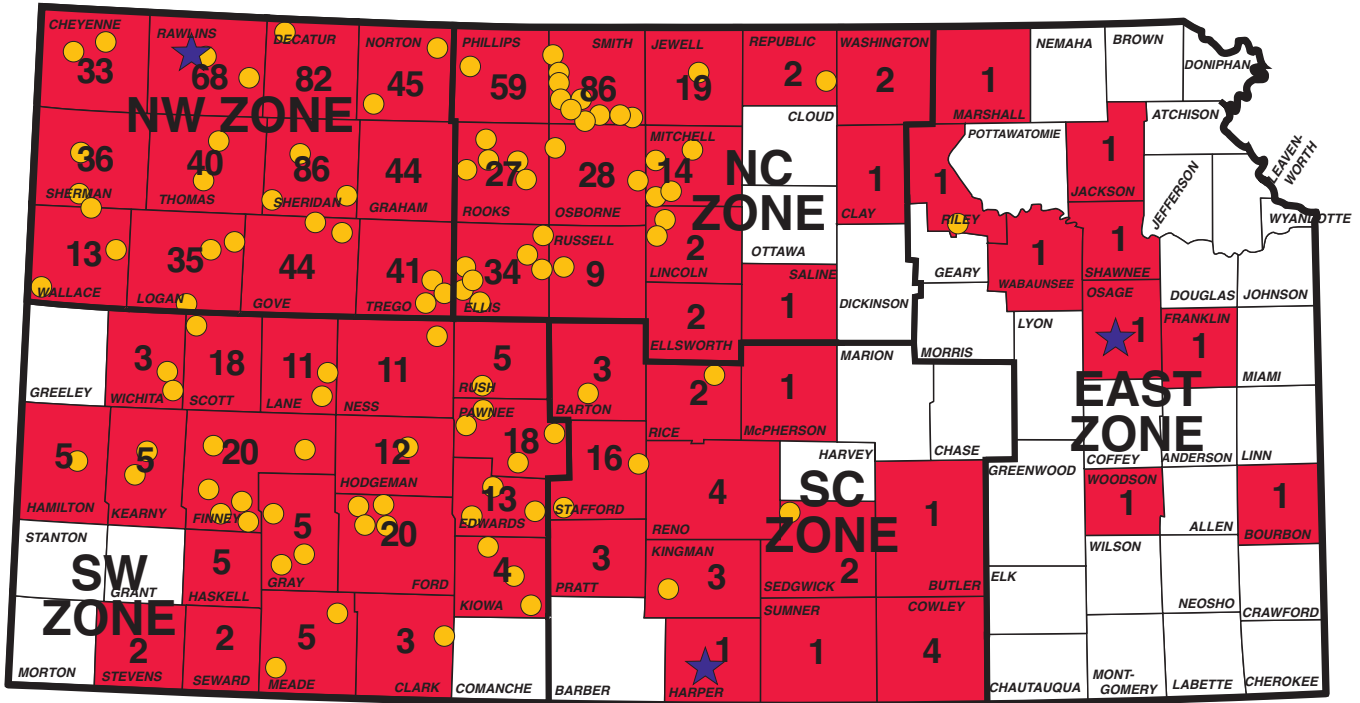 CHEYENNE
33
RAWLINS
68
DECATUR
82
NORTON
45
PHILLIPS
59
SMITH
86
JEWELL
19
REPUBLIC
2
WASHINGTON
2
1
MARSHALL
NEMAHA
BROWN
DONIPHAN
NW ZONE
36
SHERMAN
40
THOMAS
86
SHERIDAN
44
GRAHAM
27
ROOKS
28
OSBORNE
MITCHELL
14
CLOUD
NC
ZONE
1
CLAY
1
RILEY
POTTAWATOMIE
1
JACKSON
ATCHISON
JEFFERSON
LEAVEN-
WORTH
WYANDOTTE
13
WALLACE
35
LOGAN
44
GOVE
41
TREGO
34
ELLIS
RUSSELL
9
2
LINCOLN
OTTAWA
SALINE
1
DICKINSON
GEARY
1
WABAUNSEE
1
SHAWNEE
DOUGLAS
JOHNSON
2
ELLSWORTH
MORRIS
LYON
OSAGE
1
FRANKLIN
1
MIAMI
GREELEY
3
WICHITA
18
SCOTT
11
LANE
11
NESS
5
RUSH
3
BARTON
2
RICE
1
McPHERSON
MARION
CHASE
EAST
ZONE
5
HAMILTON
5
KEARNY
20
FINNEY
12
HODGEMAN
PAWNEE
18
16
STAFFORD
4
RENO
HARVEY
SC
ZONE
1
BUTLER
GREENWOOD
COFFEY
ANDERSON
LINN
WOODSON
1
ALLEN
1
BOURBON
STANTON
SW
ZONE
GRANT
5
HASKELL
5
GRAY
20
FORD
13
EDWARDS
4
KIOWA
3
PRATT
KINGMAN
3
SEDGWICK
2
ELK
WILSON
NEOSHO
CRAWFORD
MORTON
2
STEVENS
2
SEWARD
5
MEADE
3
CLARK
COMANCHE
BARBER
1
HARPER
SUMNER
1
COWLEY
4
CHAUTAUQUA
MONT-
GOMERY
LABETTE
CHEROKEE